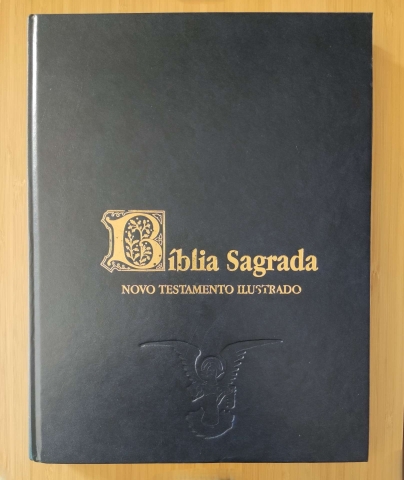 Bíblia Sagrada
NOVO TESTAMENTO ILUSTRADO